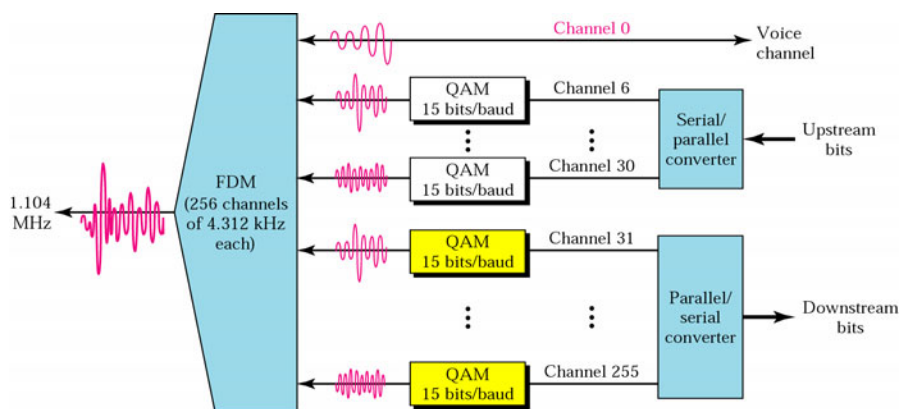 Channel 0
Voice
channel
QAM
15 bits/baud
Channel 6
QAM
15 bits/baud
Channel 30
Serial/
parallel
converter
Upstream
bits
1.104
MHz
FDM
(256 channels
of 4.312 kHz
each)
QAM
15 bits/baud
Channel 31
QAM
15 bits/baud
Channel 255
Parallel/
serial
converter
Downstream
bits